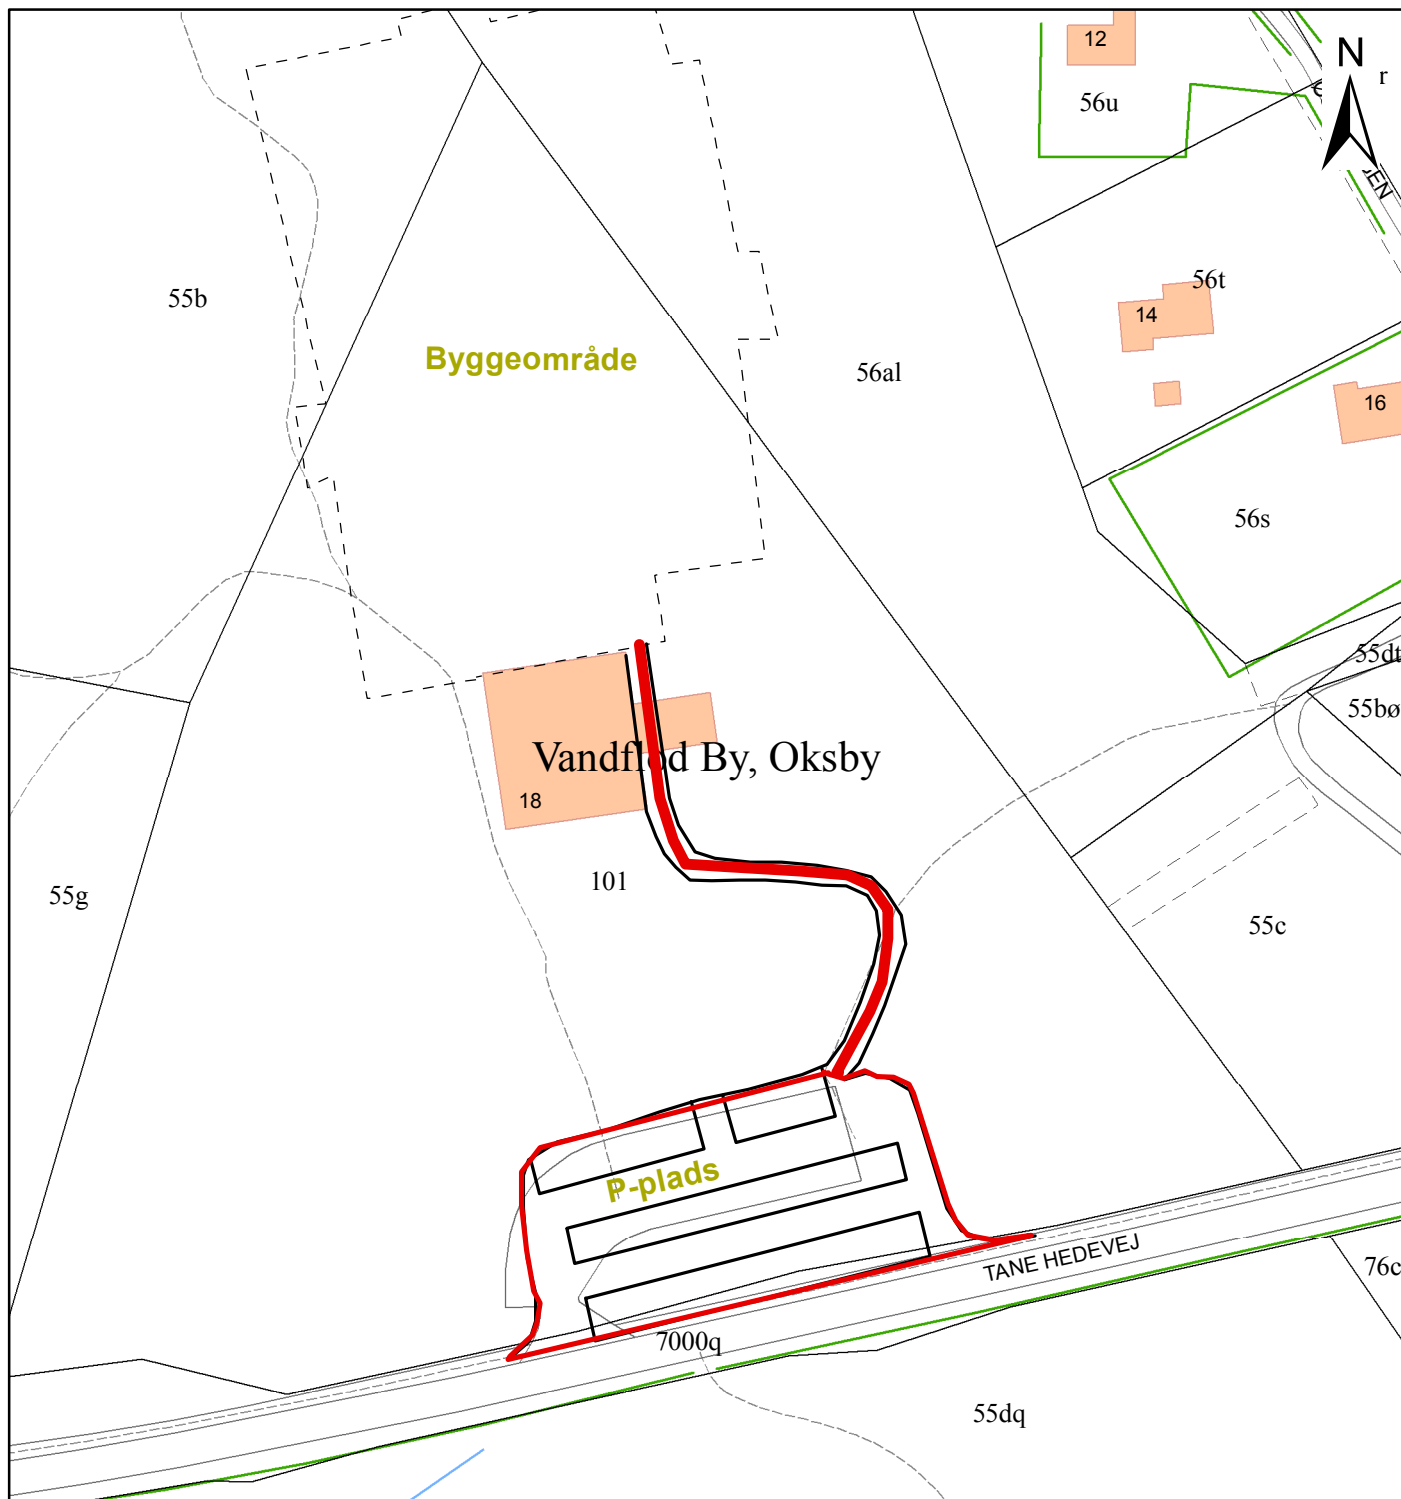 12
N
r
56u
EN
55b
56t
14
Byggeområde
56al
16
56s
55dt
55bø
Vandflod By, Oksby
18
101
55g
55c
P-plads
TANE HEDEVEJ
76c
7000q
55dq